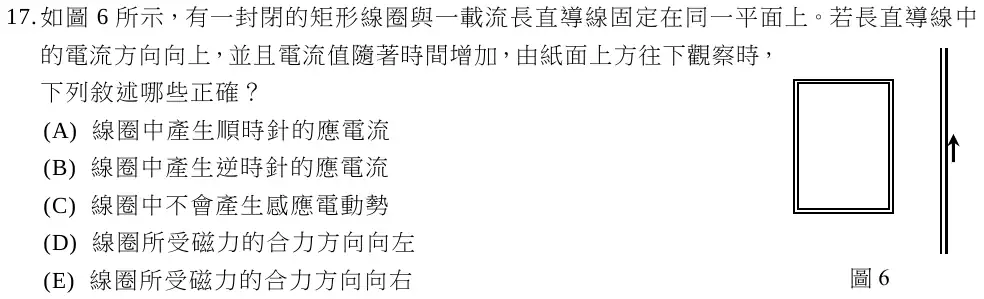 17.如圖 6 所示，有一封閉的矩形線圈與一載流長直導線固定在同一平面上。若長直導線中
的電流方向向上，並且電流值隨著時間增加，由紙面上方往下觀察時，
下列敘述哪些正確？
(A) 線圈中產生順時針的應電流
(B) 線圈中產生逆時針的應電流
(C) 線圈中不會產生感應電動勢
(D) 線圈所受磁力的合力方向向左
(E) 線圈所受磁力的合力方向向右
圖 6